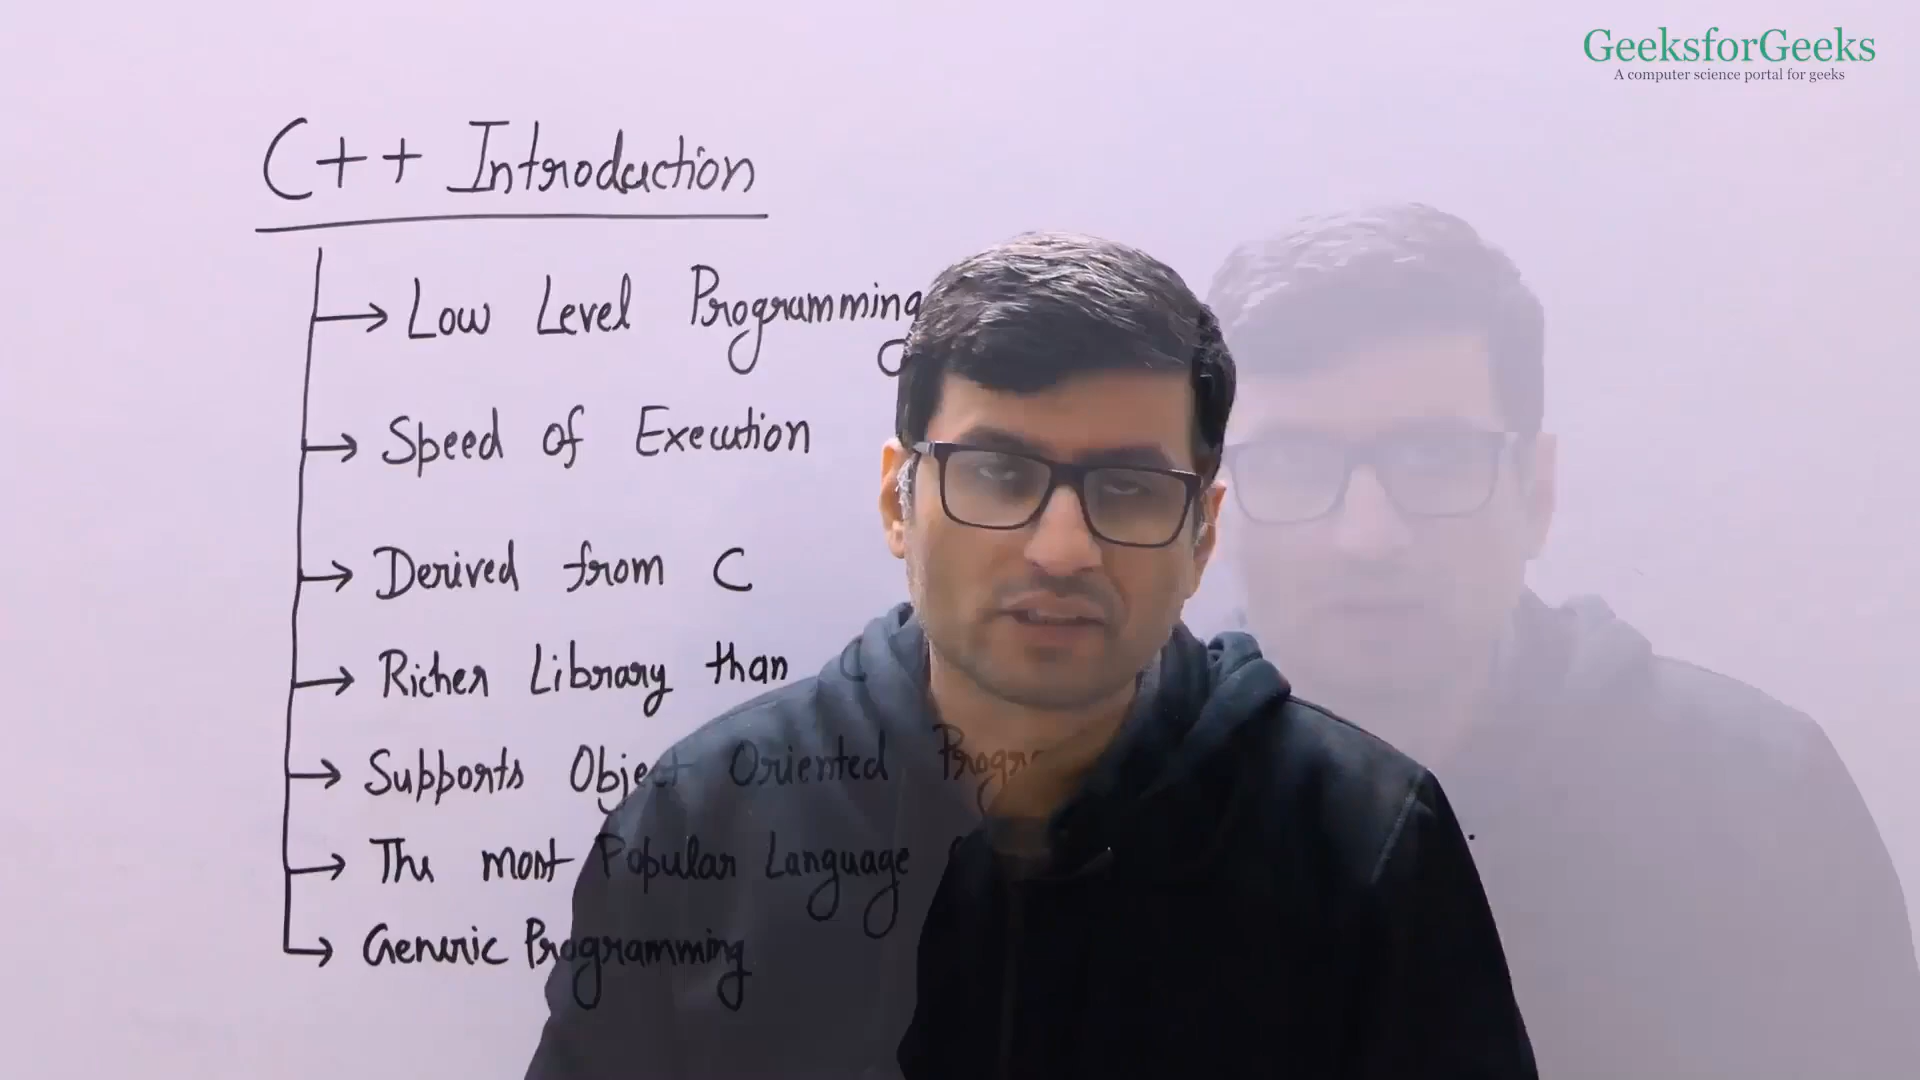 GeeksforGeeks
A computer science portal for geeks
C++ Introduction
Low Level Programming
Speed of Execution
Derived from C
Richer Library than C
Supports Object Oriented
The most Popular Language
Generic Programming